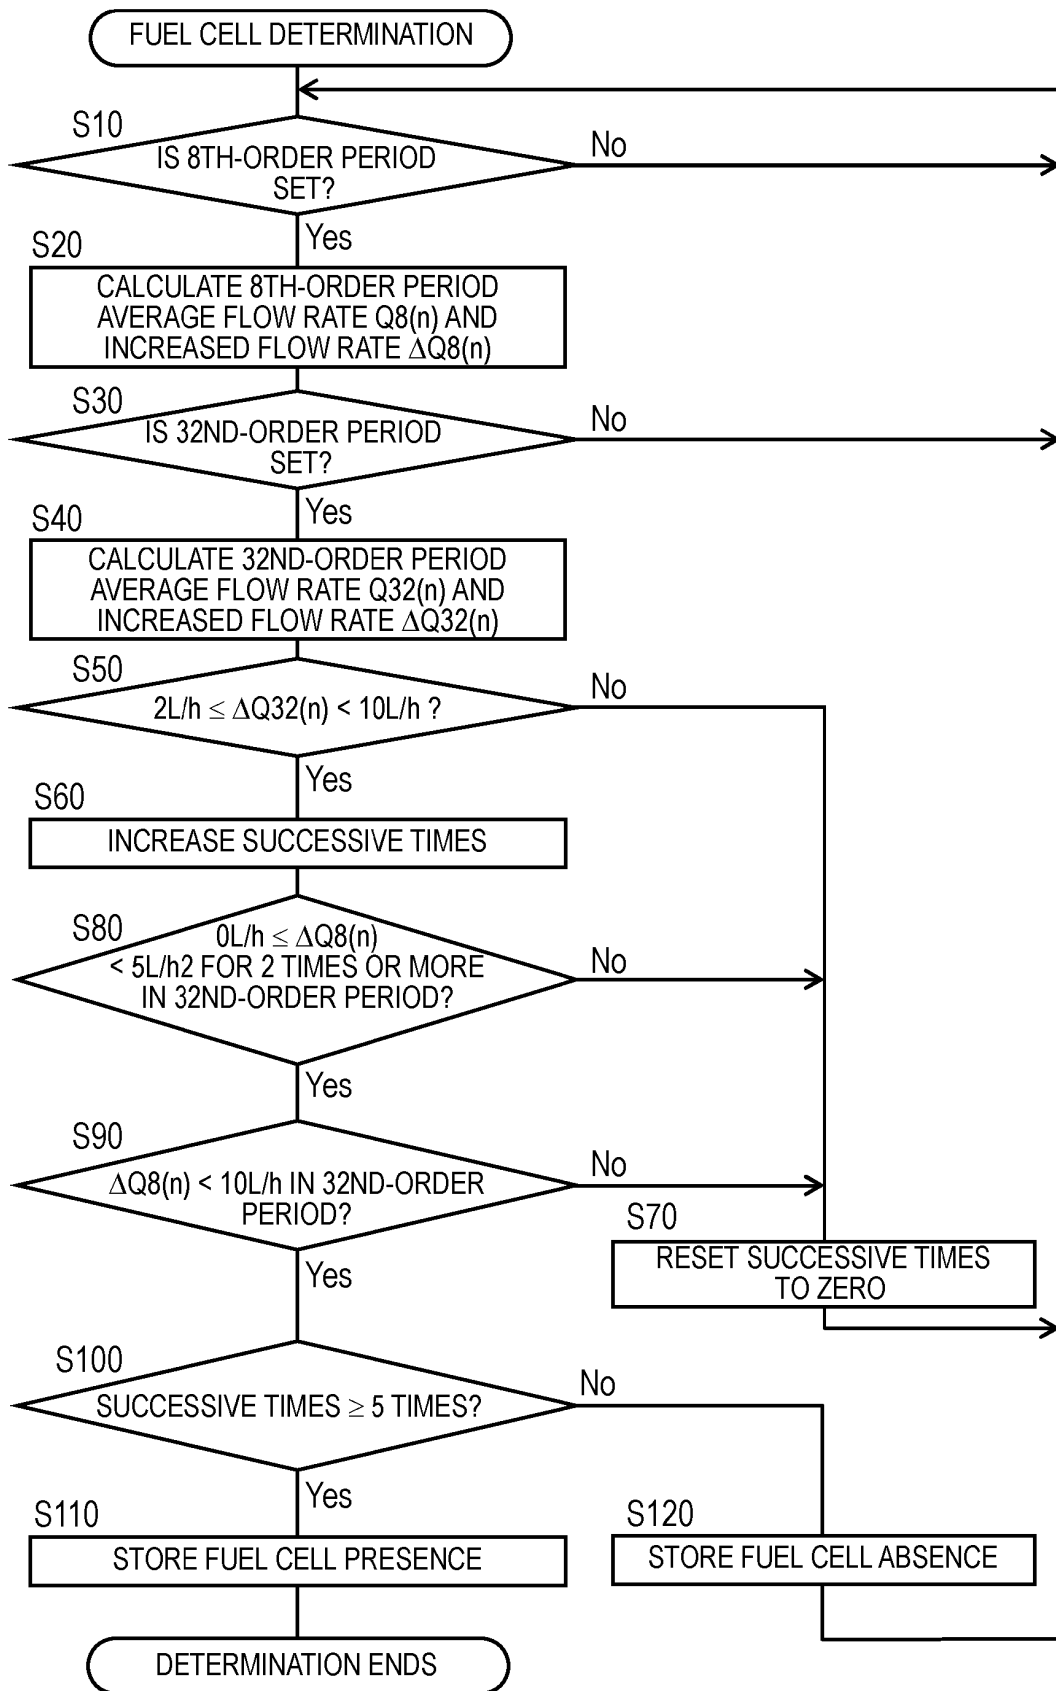 FUEL CELL DETERMINATION
S10
IS 8TH-ORDER PERIOD
SET?
No
Yes
S20
CALCULATE 8TH-ORDER PERIOD
AVERAGE FLOW RATE Q8(n) AND
INCREASED FLOW RATE ΔQ8(n)
S30
IS 32ND-ORDER PERIOD
SET?
No
Yes
S40
CALCULATE 32ND-ORDER PERIOD
AVERAGE FLOW RATE Q32(n) AND
INCREASED FLOW RATE ΔQ32(n)
S50
2L/h ≤ ΔQ32(n) < 10L/h ?
No
Yes
S60
INCREASE SUCCESSIVE TIMES
S80
0L/h ≤ ΔQ8(n)
< 5L/h2 FOR 2 TIMES OR MORE
IN 32ND-ORDER PERIOD?
No
Yes
S90
ΔQ8(n) < 10L/h IN 32ND-ORDER
PERIOD?
No
Yes
S70
RESET SUCCESSIVE TIMES
TO ZERO
S100
SUCCESSIVE TIMES ≥ 5 TIMES?
No
Yes
S110
STORE FUEL CELL PRESENCE
S120
STORE FUEL CELL ABSENCE
DETERMINATION ENDS